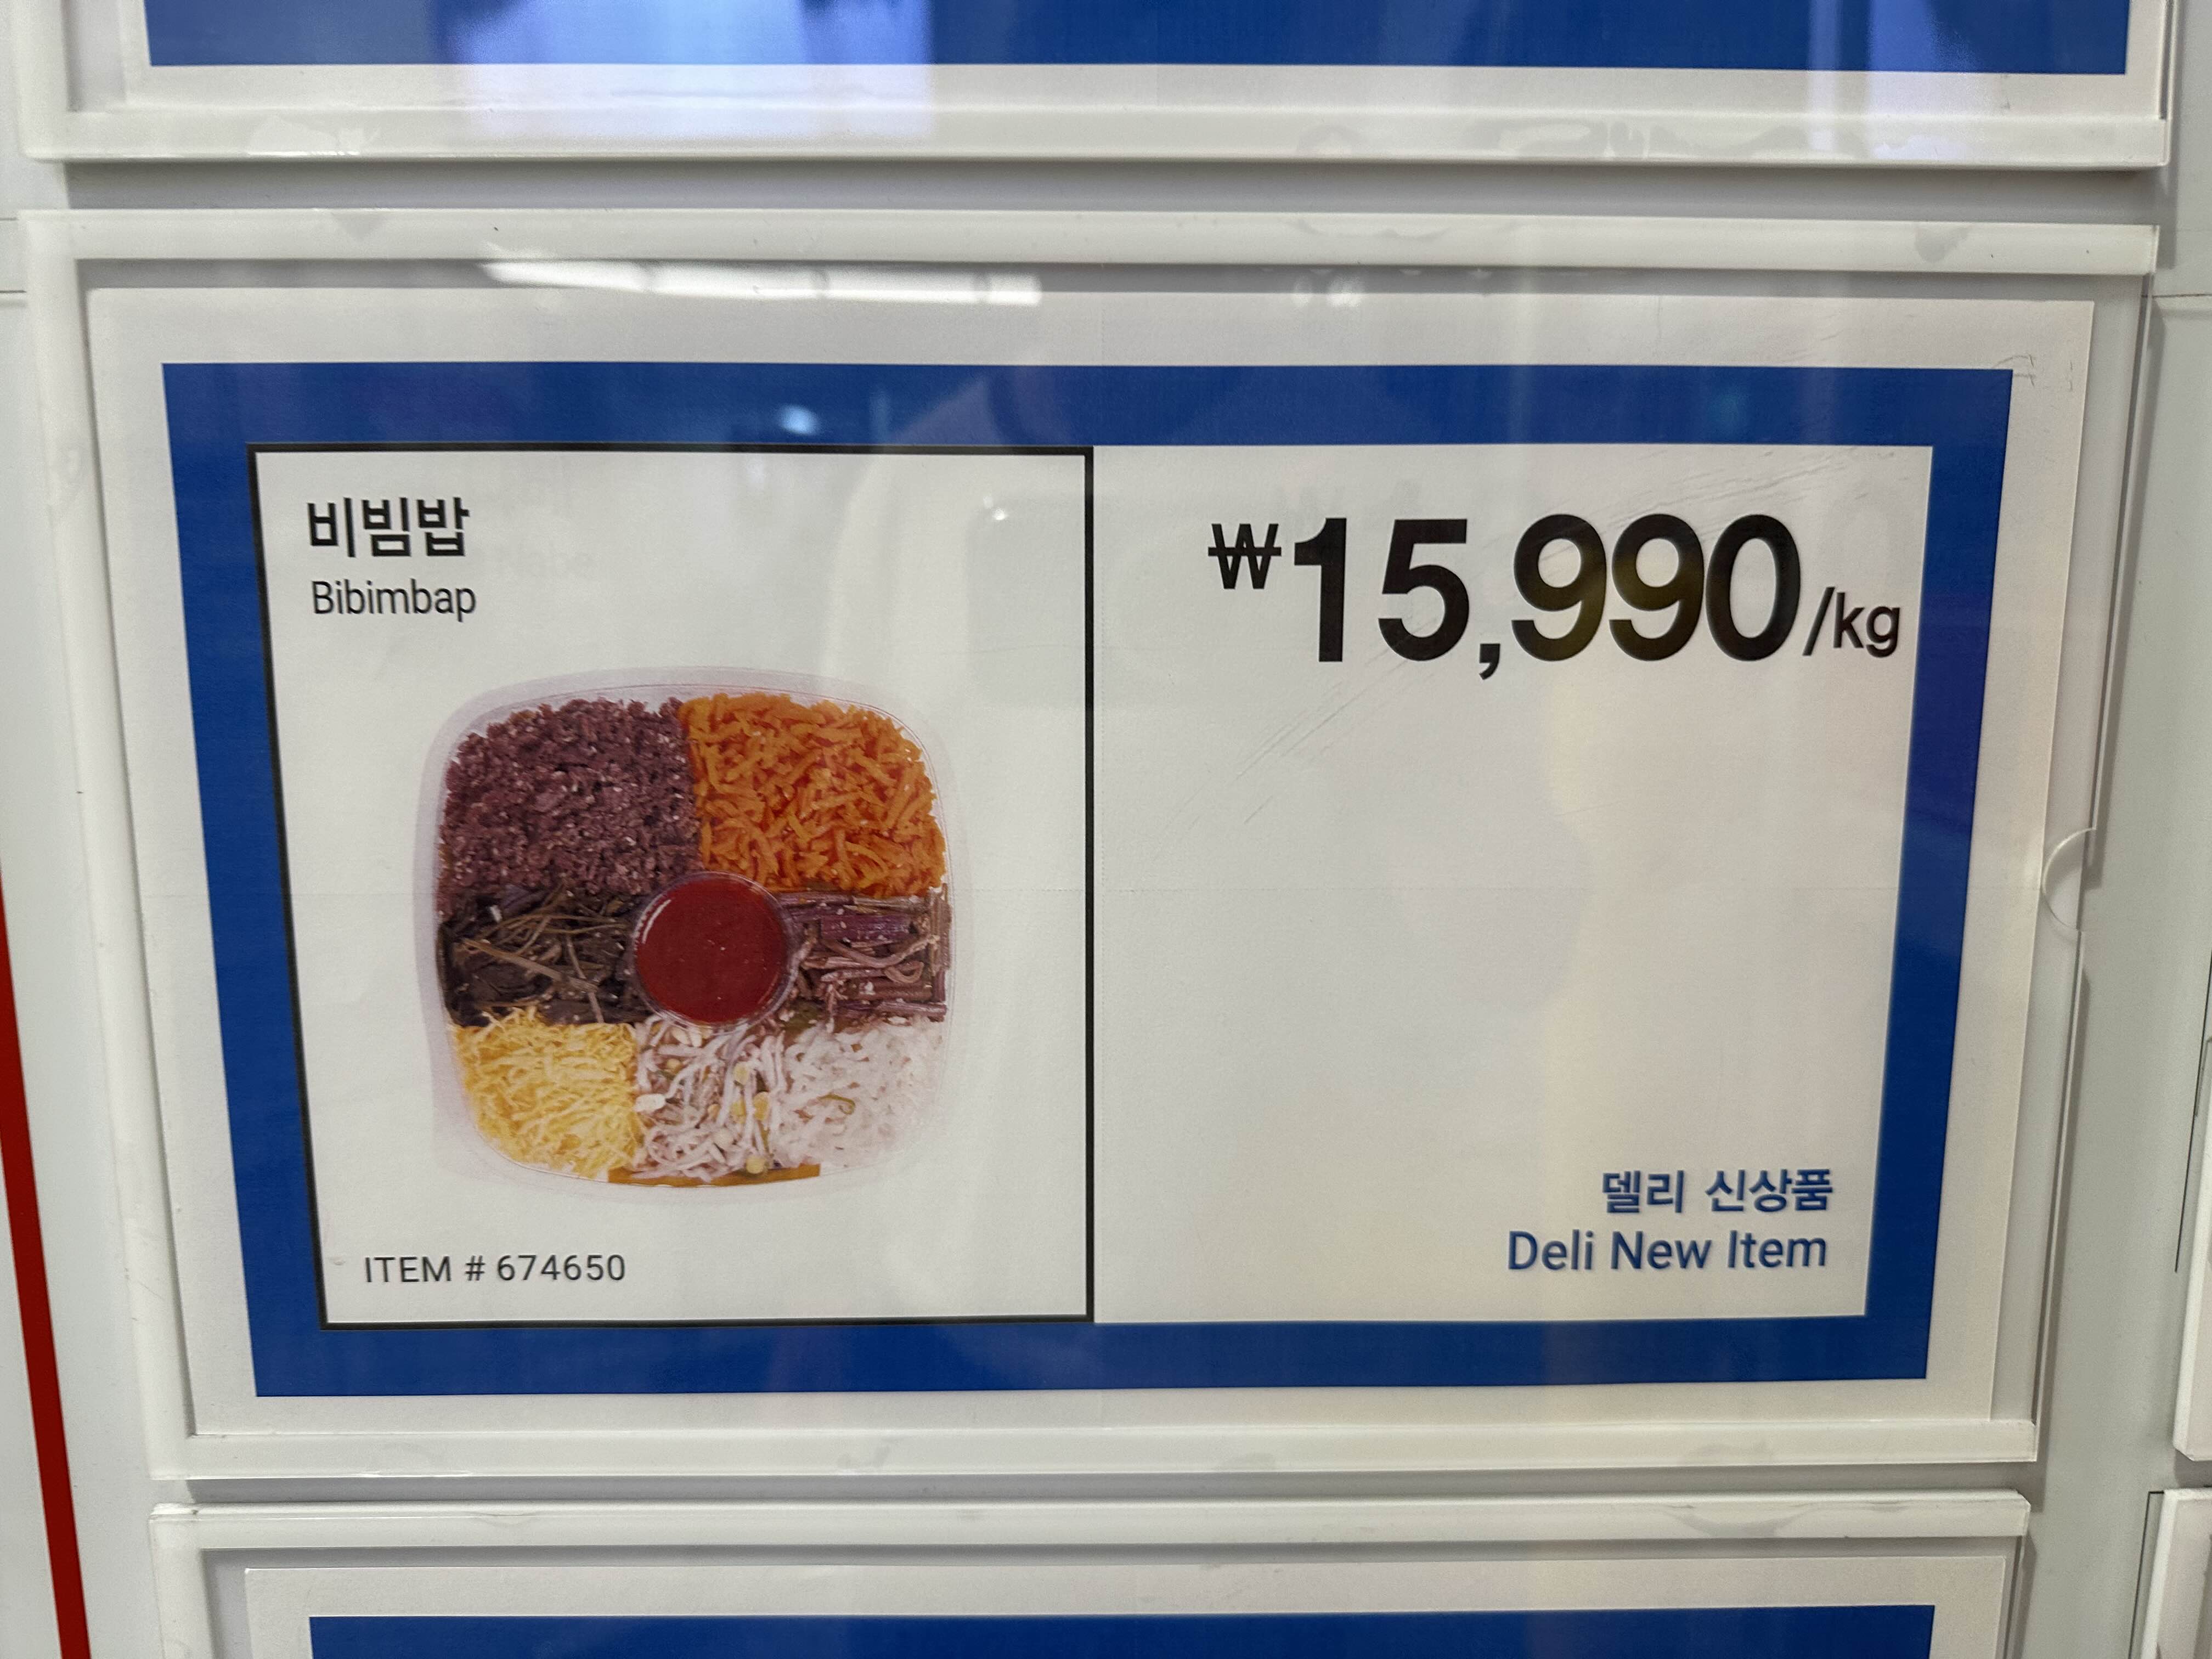 비빔밥
Bibimbap
ITEM # 674650
₩15,990/kg
델리 신상품
Deli New Item